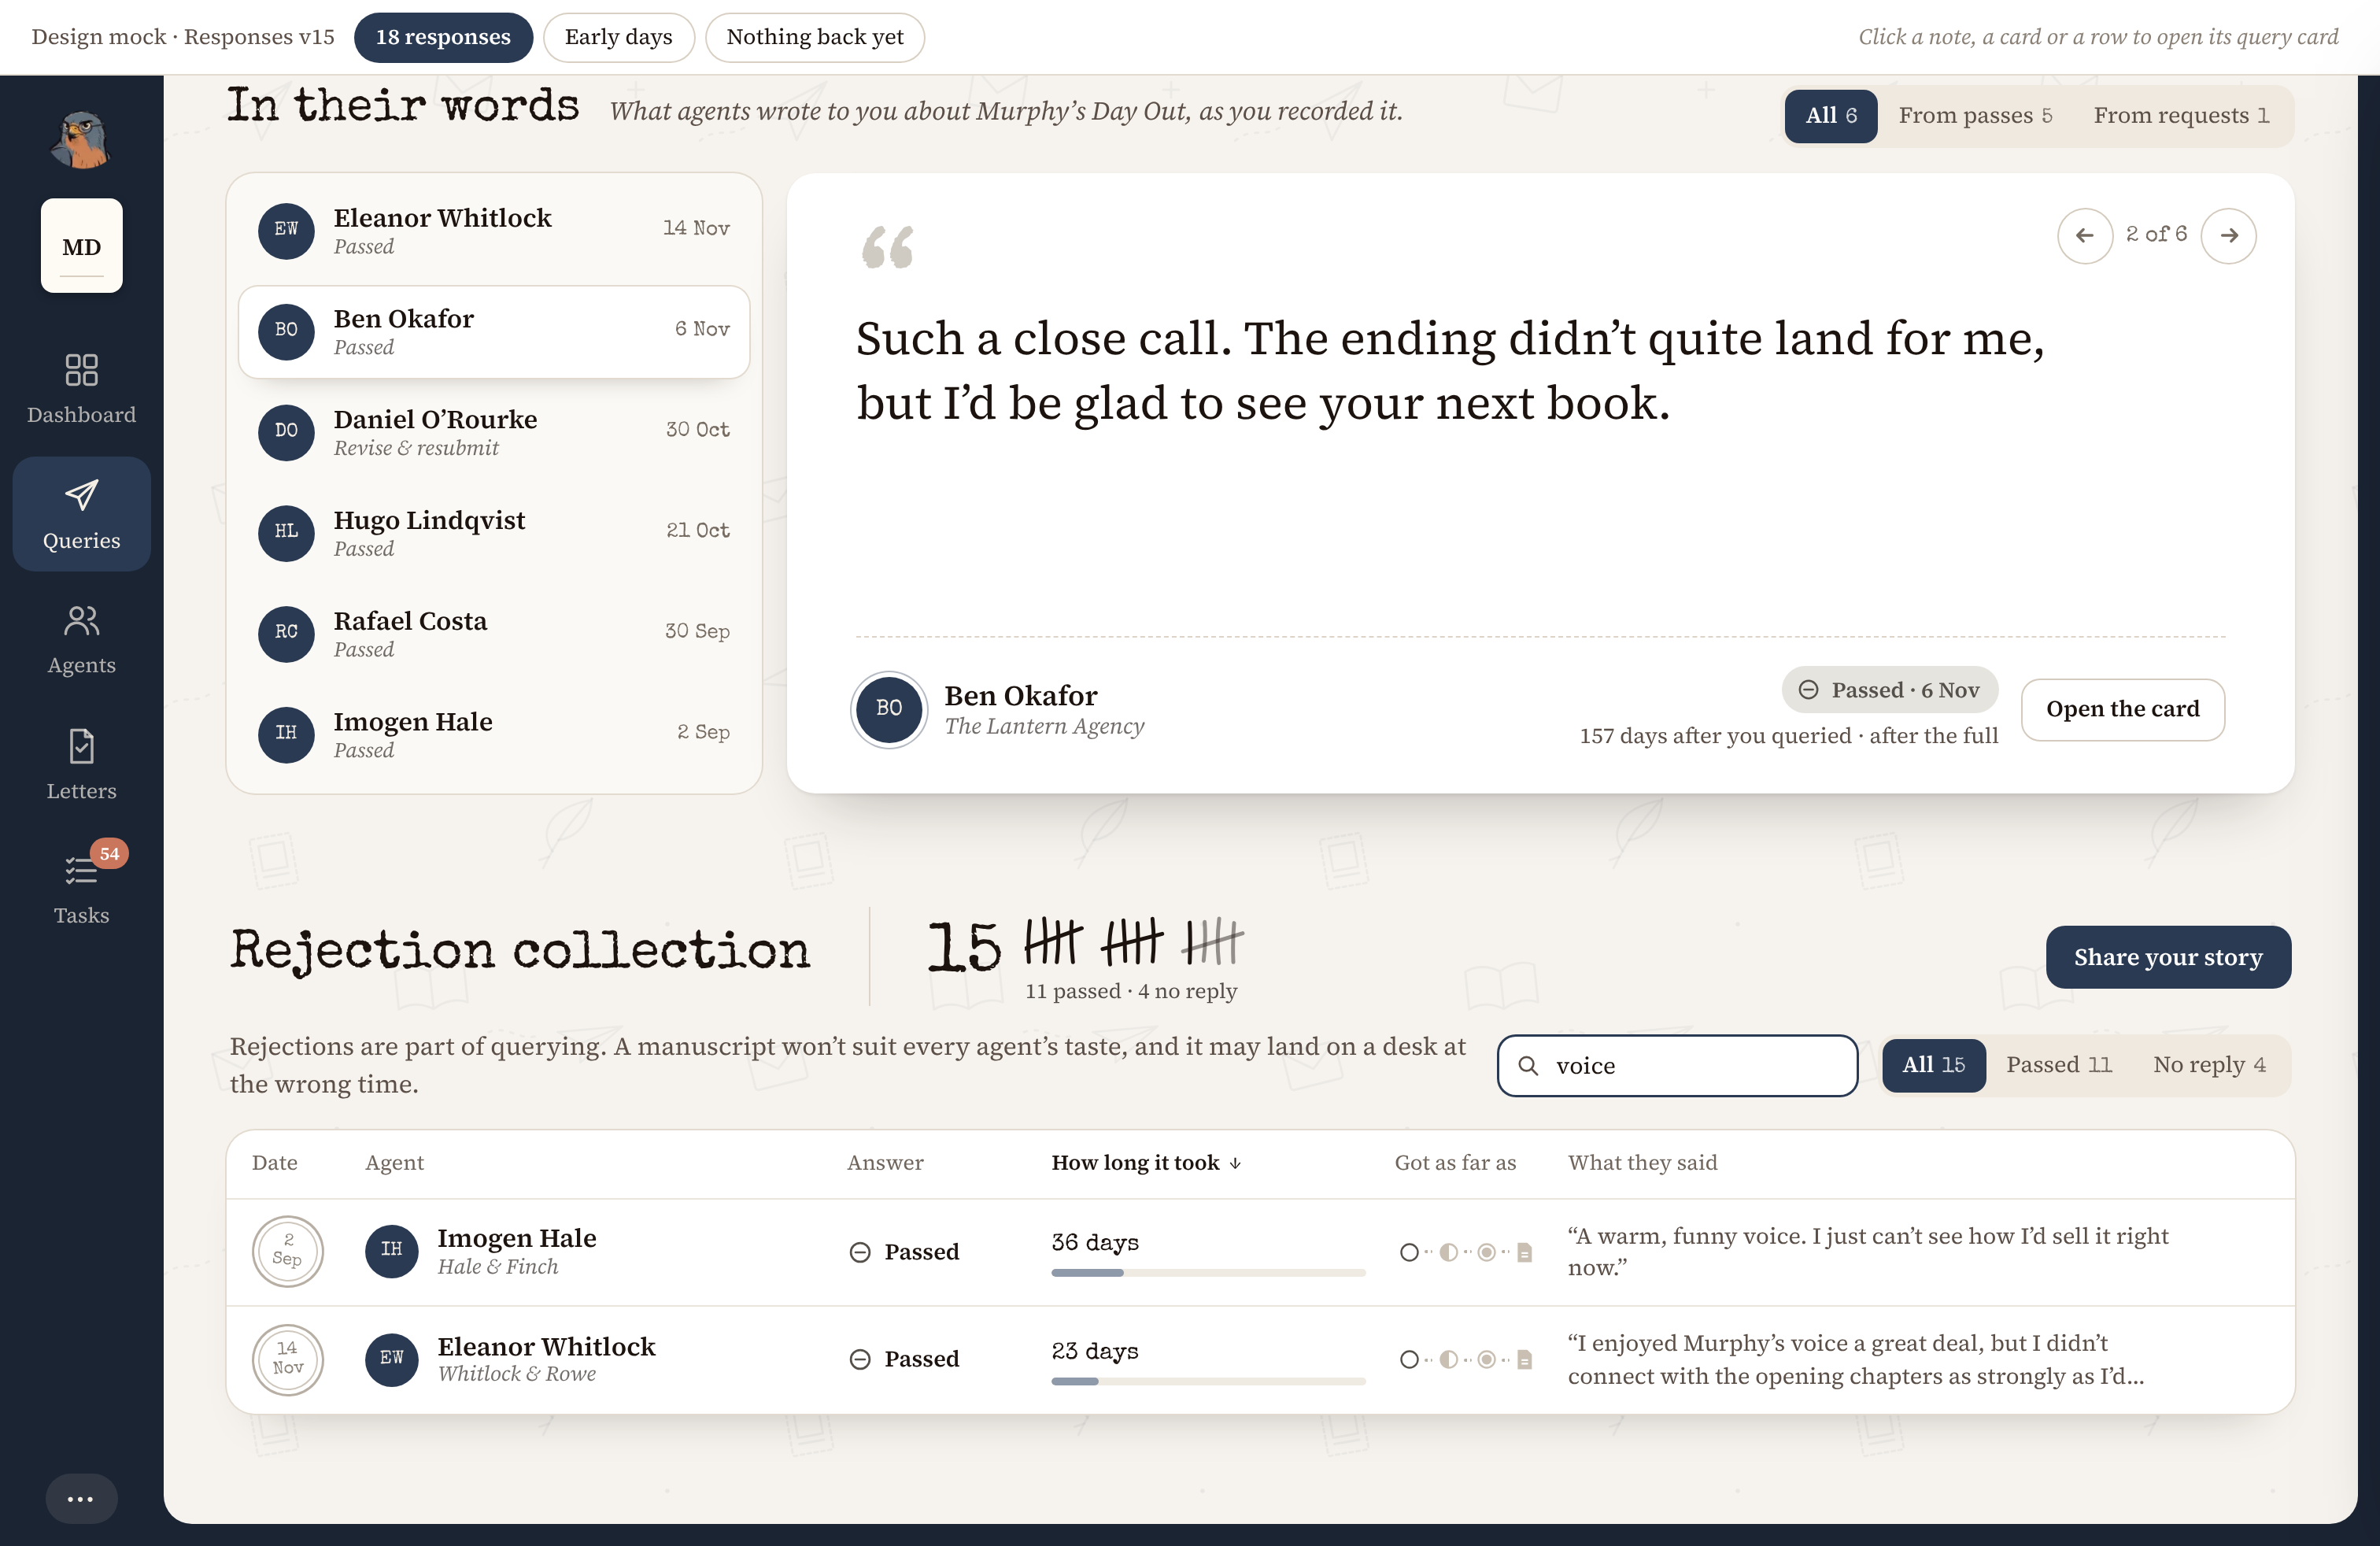 Design mock · Responses v15
18 responses
Early days
Nothing back yet
Click a note, a card or a row to open its query card
MD
Dashboard
Queries
Agents
Letters
54
Tasks
In their words
What agents wrote to you about Murphy’s Day Out, as you recorded it.
All 6
From passes 5
From requests 1
EW
Eleanor Whitlock
Passed
14 Nov
BO
Ben Okafor
Passed
6 Nov
DO
Daniel O’Rourke
Revise & resubmit
30 Oct
HL
Hugo Lindqvist
Passed
21 Oct
RC
Rafael Costa
Passed
30 Sep
IH
Imogen Hale
Passed
2 Sep
“
2 of 6
Such a close call. The ending didn’t quite land for me,
but I’d be glad to see your next book.
BO
Ben Okafor
The Lantern Agency
Passed · 6 Nov
157 days after you queried · after the full
Open the card
Rejection collection
15
11 passed · 4 no reply
Share your story
Rejections are part of querying. A manuscript won’t suit every agent’s taste, and it may land on a desk at
the wrong time.
voice
All 15
Passed 11
No reply 4
Date
Agent
Answer
How long it took ↓
Got as far as
What they said
2
Sep
IH
Imogen Hale
Hale & Finch
Passed
36 days
“A warm, funny voice. I just can’t see how I’d sell it right
now.”
14
Nov
EW
Eleanor Whitlock
Whitlock & Rowe
Passed
23 days
“I enjoyed Murphy’s voice a great deal, but I didn’t
connect with the opening chapters as strongly as I’d…